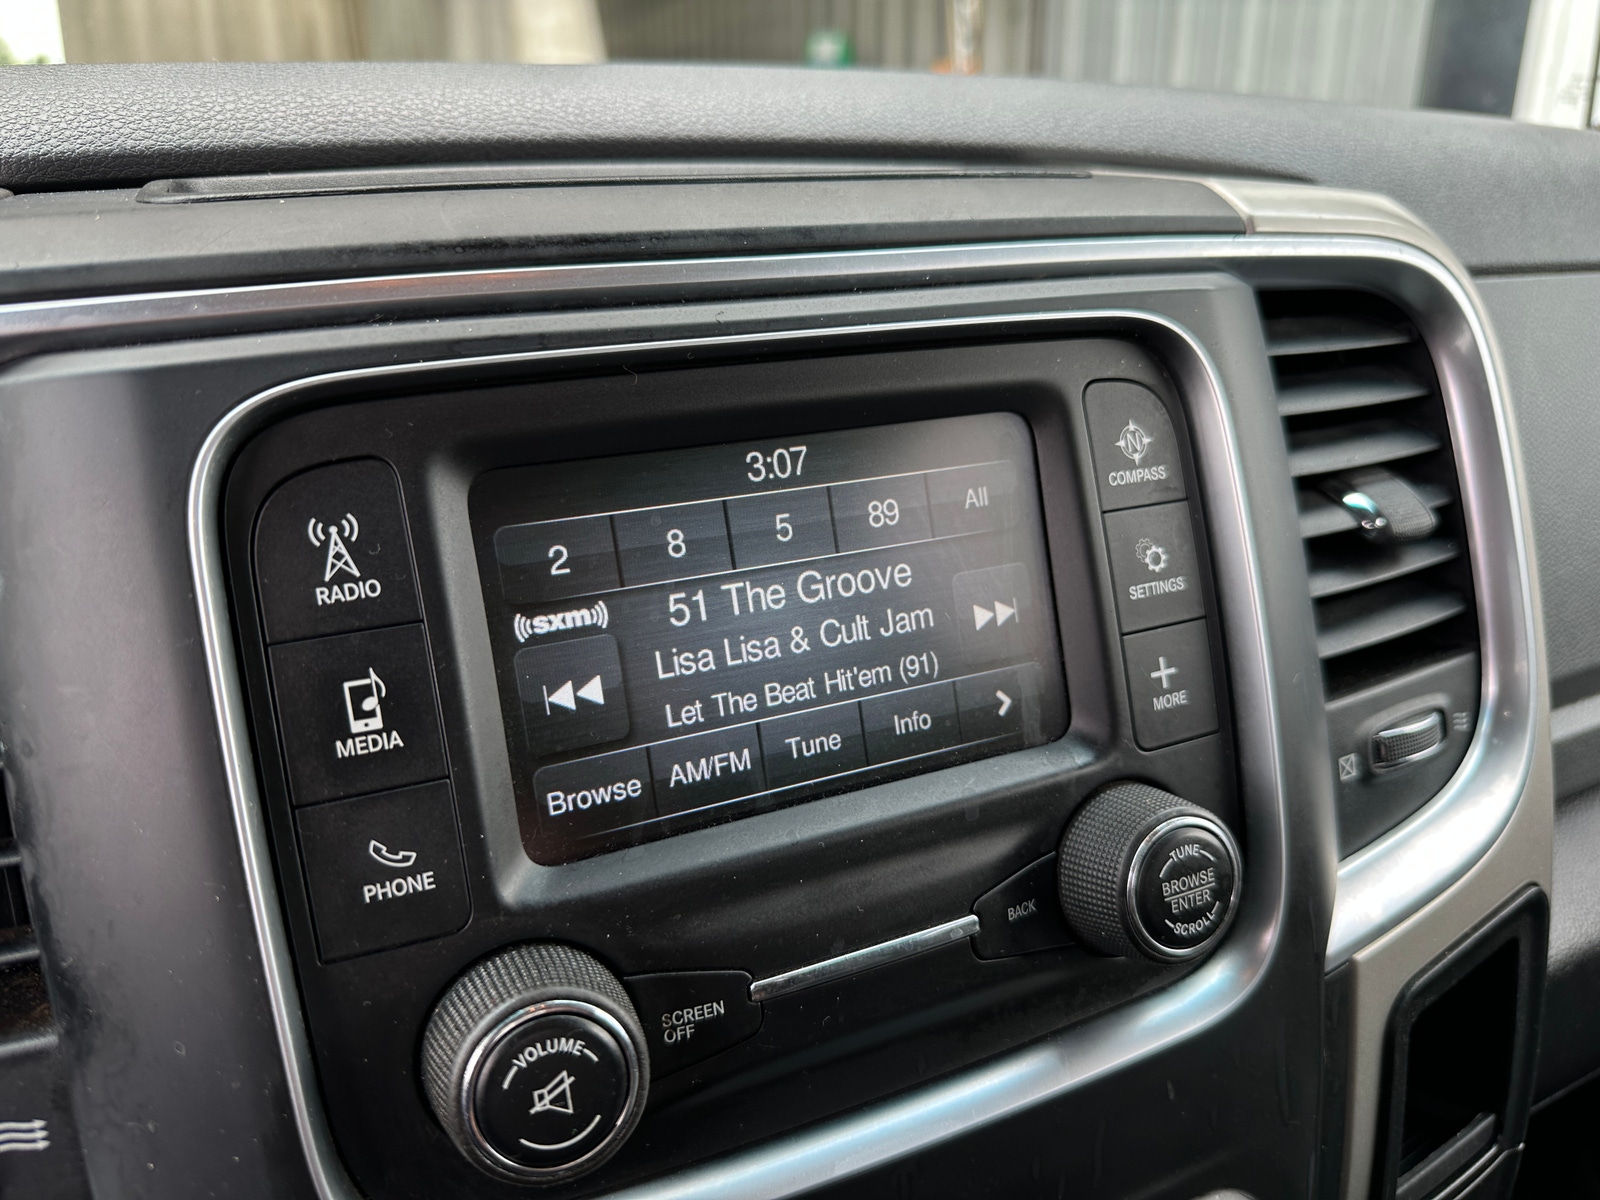 3:07
2 8 5 89 All
((sxm))
51 The Groove
Lisa Lisa & Cult Jam
Let The Beat Hit'em (91)
Browse AM/FM Tune Info
RADIO
MEDIA
PHONE
N
COMPASS
SETTINGS
MORE
VOLUME
SCREEN
OFF
BACK
TUNE
BROWSE
ENTER
SCROLL